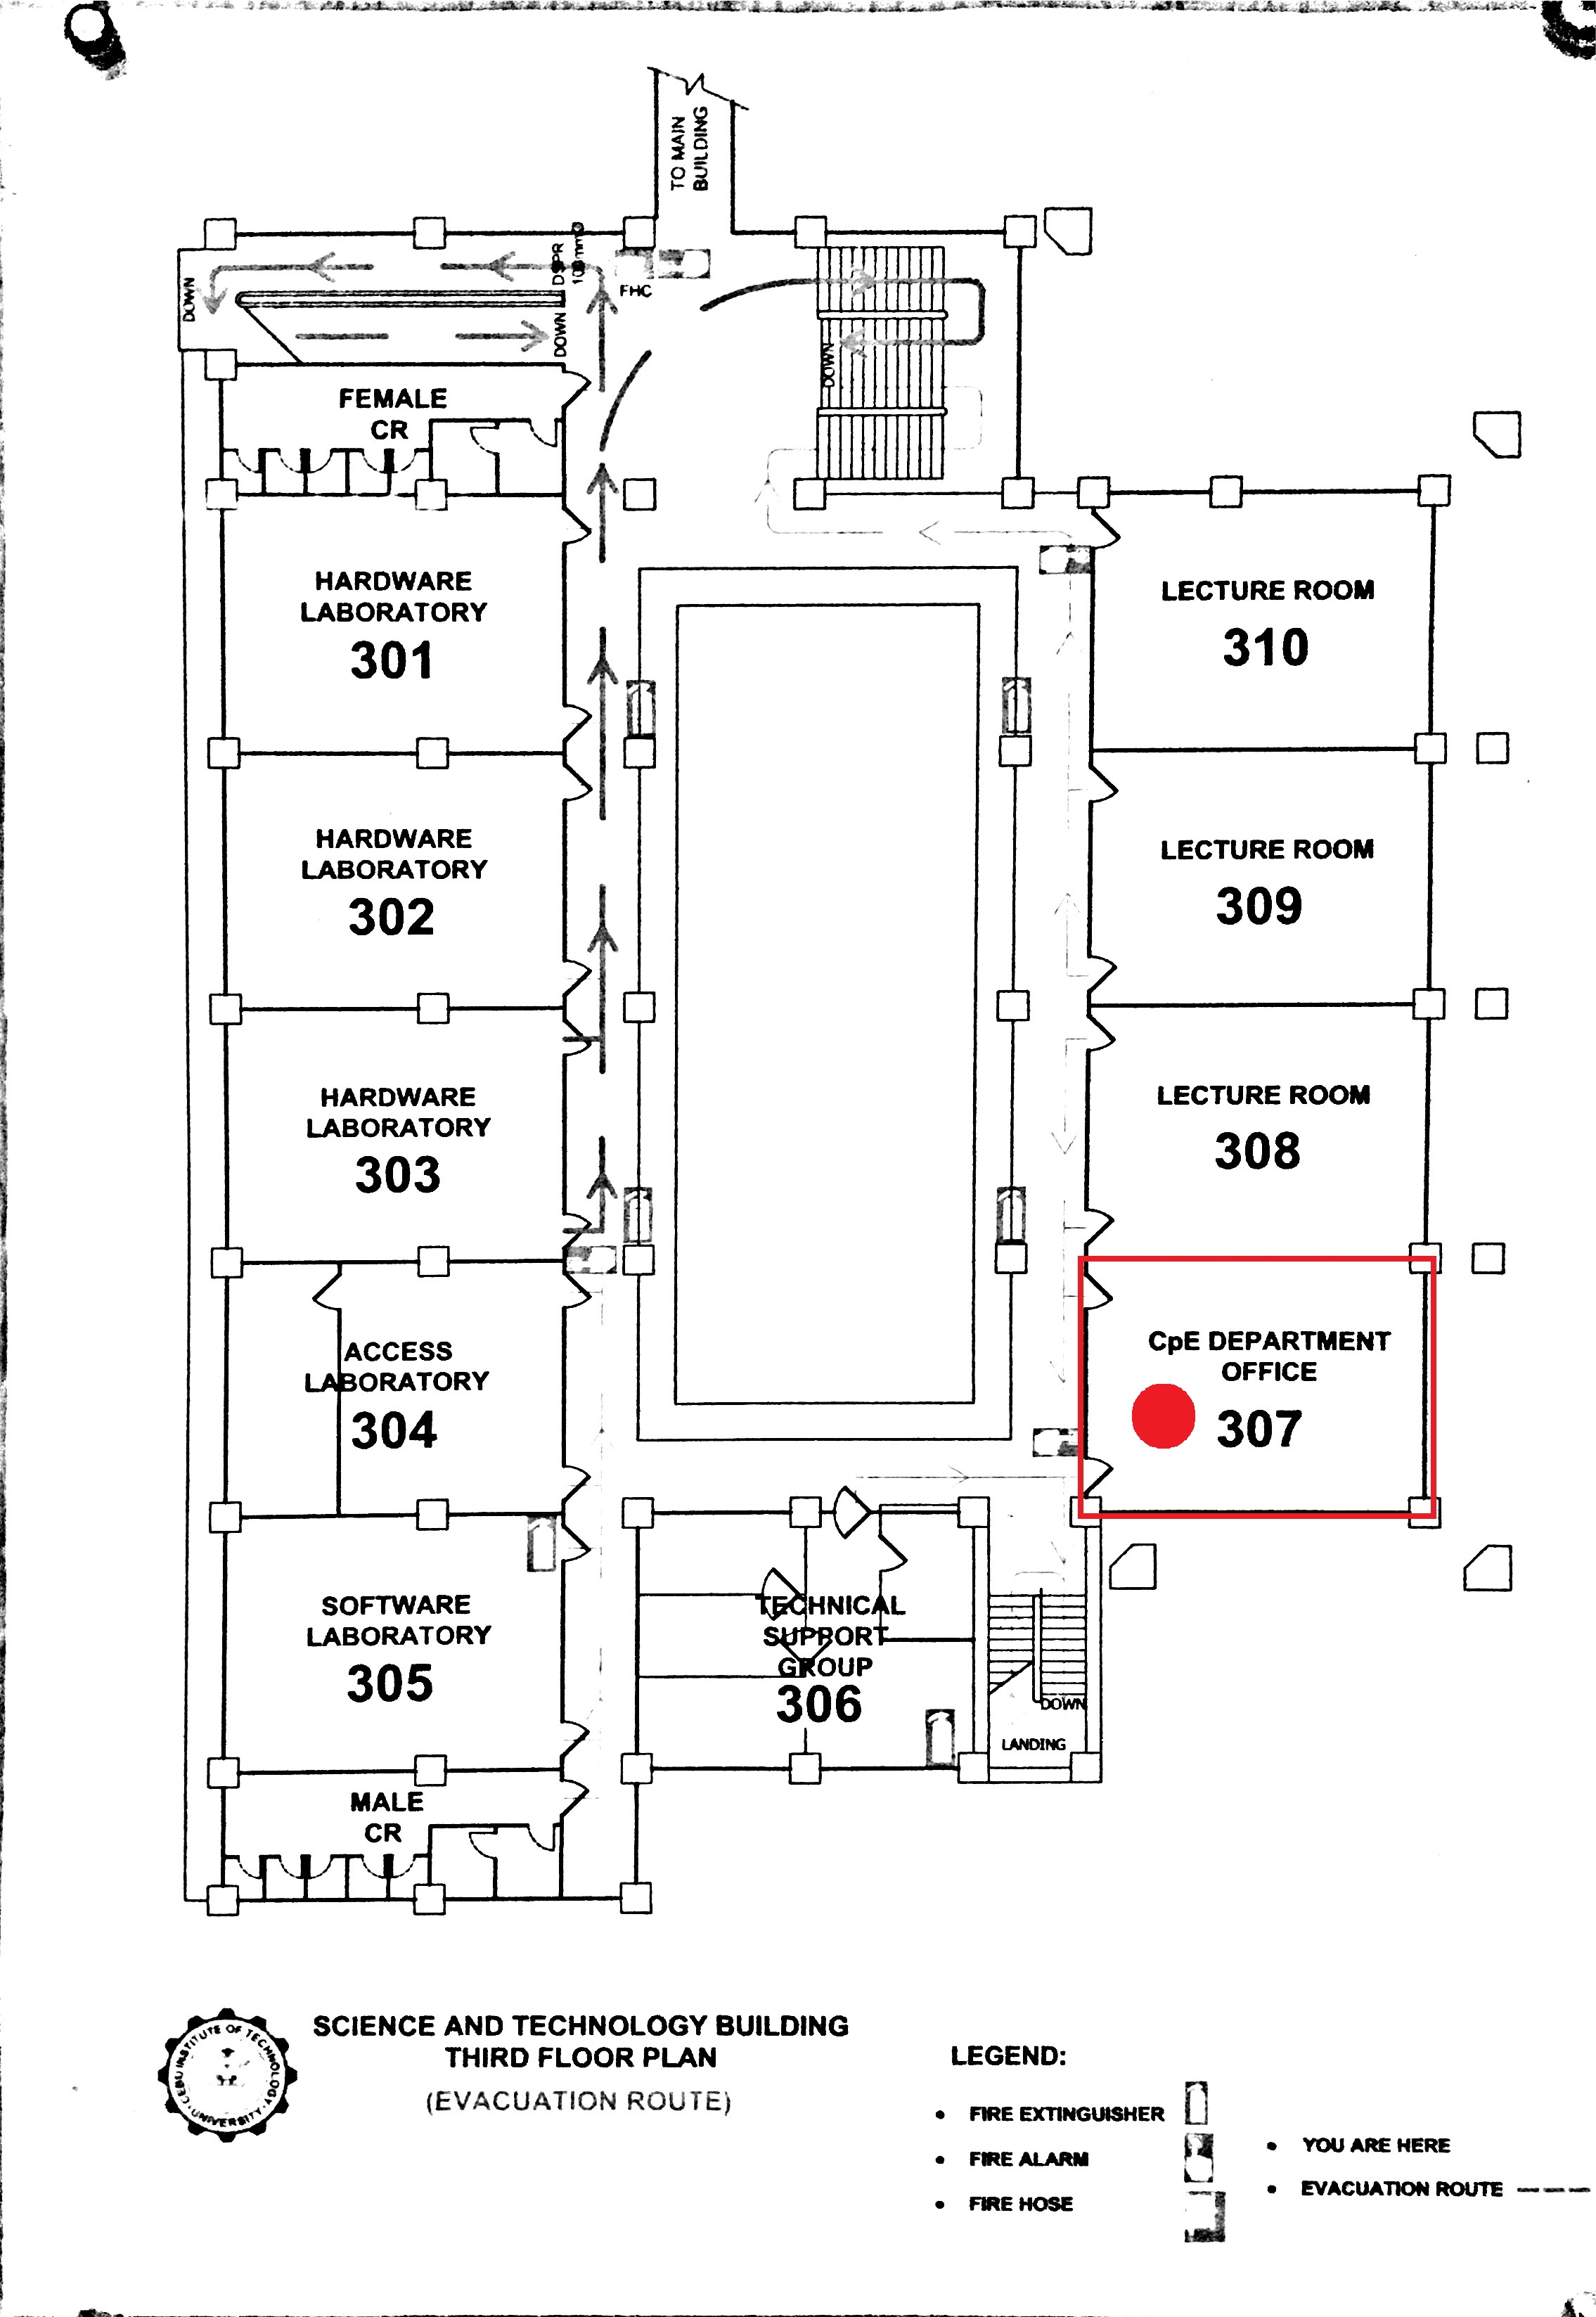 TO MAIN
BUILDING
DSPR
100mmØ
FHC
DOWN
DOWN
DOWN
FEMALE
CR
HARDWARE
LABORATORY
301
LECTURE ROOM
310
HARDWARE
LABORATORY
302
LECTURE ROOM
309
HARDWARE
LABORATORY
303
LECTURE ROOM
308
ACCESS
LABORATORY
304
CpE DEPARTMENT
OFFICE
307
SOFTWARE
LABORATORY
305
TECHNICAL
SUPPORT
GROUP
306
DOWN
LANDING
MALE
CR
CEBU INSTITUTE OF TECHNOLOGY
UNIVERSITY
SCIENCE AND TECHNOLOGY BUILDING
THIRD FLOOR PLAN
(EVACUATION ROUTE)
LEGEND:
• FIRE EXTINGUISHER
• FIRE ALARM
• FIRE HOSE
• YOU ARE HERE
• EVACUATION ROUTE